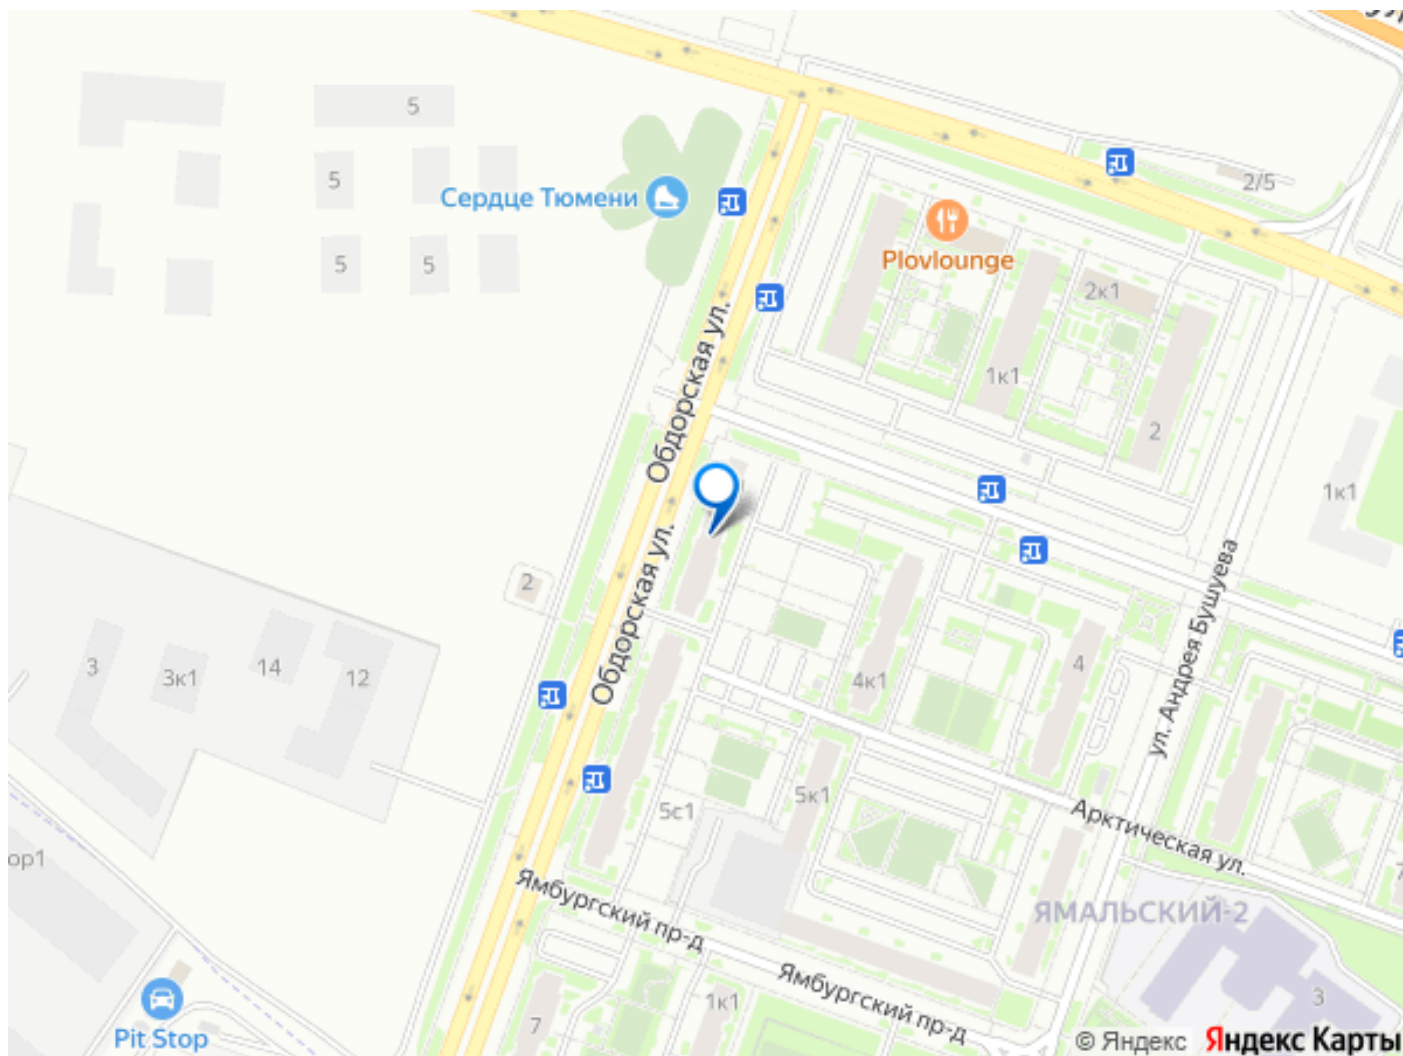 5
5
Сердце Тюмени
2/5
Plovlounge
5
5
2к1
Обдорская ул.
1к1
2
1к1
Обдорская ул.
2
ул. Андрея Бушуева
3
3к1
14
12
4к1
4
5к1
5с1
Арктическая ул.
ор1
Ямбургский пр-д
ЯМАЛЬСКИЙ-2
Ямбургский пр-д
Pit Stop
7
1к1
3
© Яндекс Яндекс Карты